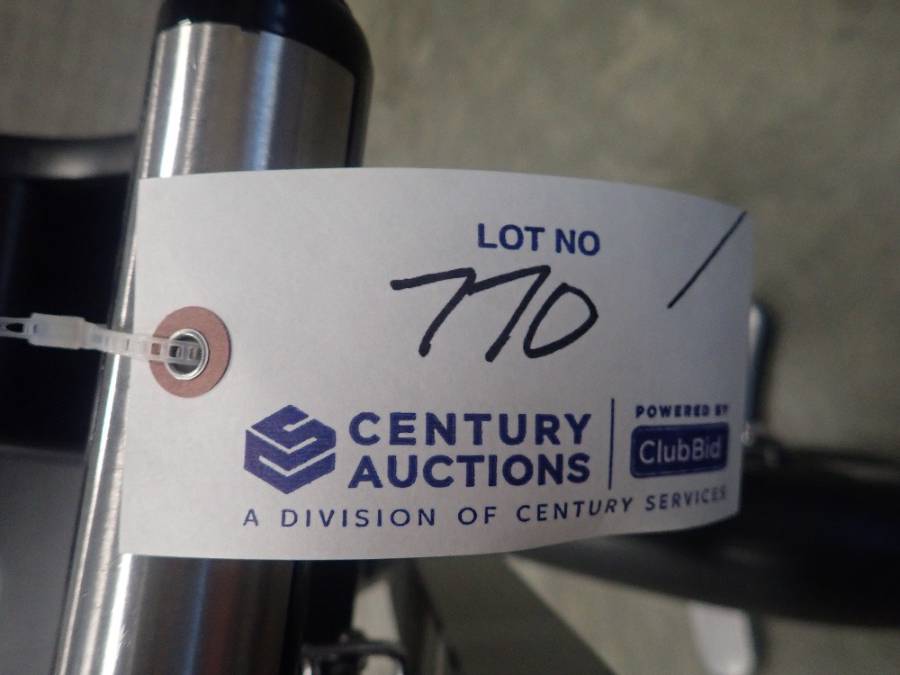 LOT NO
770 /
CENTURY
AUCTIONS
POWERED BY
ClubBid
A DIVISION OF CENTURY SERVICES